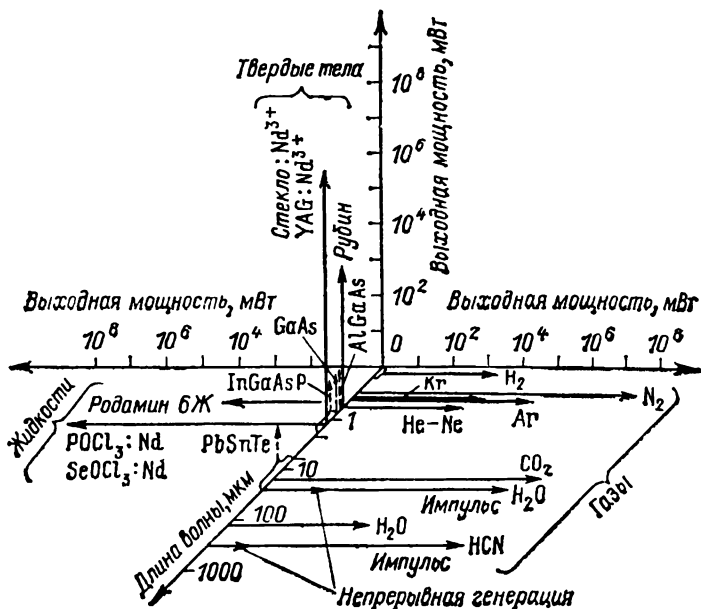 Твердые тела
Выходная мощность, мВт
10⁸
10⁶
10⁴
10²
Стекло:Nd³⁺
YAG:Nd³⁺
Рубин
Выходная мощность, мВт
10⁸ 10⁶ 10⁴
GaAs
AlGaAs
InGaAsP
Выходная мощность, мВт
0 10² 10⁴ 10⁶ 10⁸
H₂
Kr
N₂
Ar
He-Ne
Жидкости
Родамин 6Ж
POCl₃:Nd
SeOCl₃:Nd
PbSnTe
1
10
100
1000
Длина волны, мкм
CO₂
Импульс H₂O
H₂O
HCN
Импульс
Непрерывная генерация
Газы